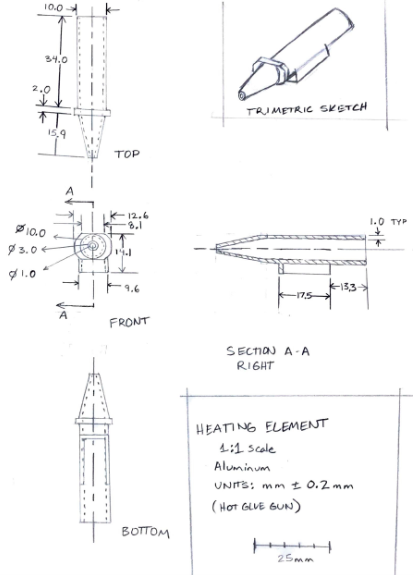 10.0
34.0
2.0
15.9
TOP
TRIMETRIC SKETCH
A
12.6
8.1
Ø10.0
Ø3.0
Ø1.0
14.1
9.6
A
FRONT
1.0 TYP
17.5
13.3
SECTION A-A
RIGHT
BOTTOM
HEATING ELEMENT
1:1 Scale
Aluminum
UNITS: mm ± 0.2 mm
(HOT GLUE GUN)
25mm